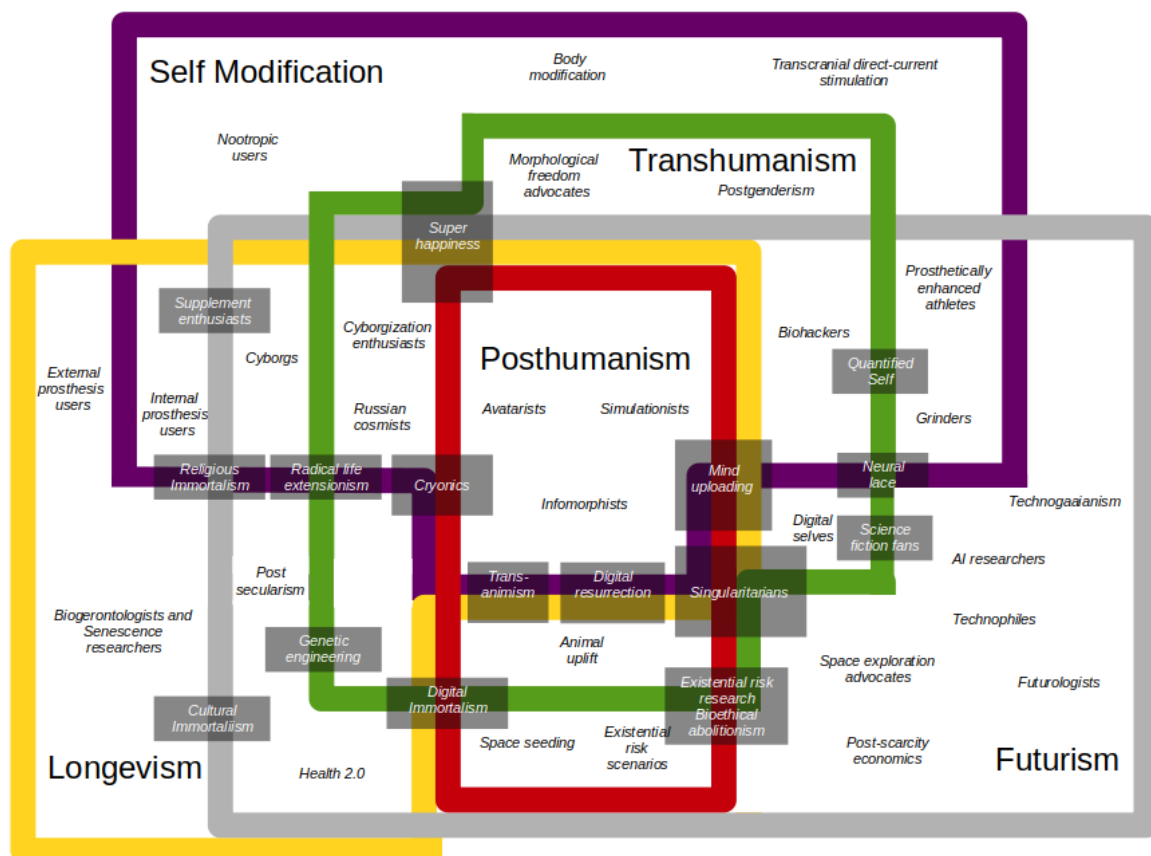 Self Modification
Body
modification
Transcranial direct-current
stimulation
Nootropic
users
Morphological
freedom
advocates
Transhumanism
Postgenderism
Super
happiness
Prosthetically
enhanced
athletes
Supplement
enthusiasts
Cyborgization
enthusiasts
Biohackers
Cyborgs
Posthumanism
Quantified
Self
External
prosthesis
users
Internal
prosthesis
users
Russian
cosmists
Avatarists
Simulationists
Grinders
Religious
Immortalism
Radical life
extensionism
Cryonics
Mind
uploading
Neural
lace
Infomorphists
Technogaaianism
Digital
selves
Science
fiction fans
AI researchers
Post
secularism
Trans-
animism
Digital
resurrection
Singularitarians
Biogerontologists and
Senescence
researchers
Technophiles
Genetic
engineering
Animal
uplift
Space exploration
advocates
Futurologists
Cultural
Immortaliism
Digital
Immortalism
Existential risk
research
Bioethical
abolitionism
Space seeding
Existential
risk
scenarios
Post-scarcity
economics
Longevism
Health 2.0
Futurism